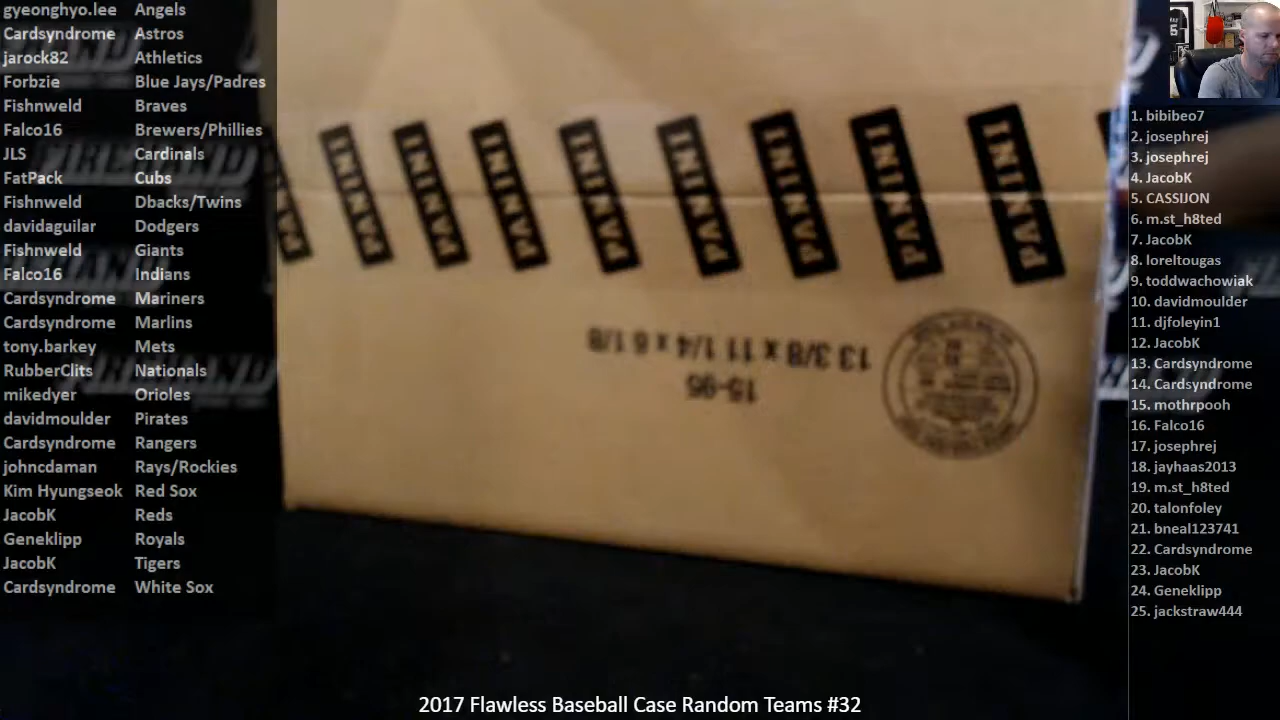 gyeonghyo.lee Angels
Cardsyndrome Astros
jarock82 Athletics
Forbzie Blue Jays/Padres
Fishnweld Braves
Falco16 Brewers/Phillies
JLS Cardinals
FatPack Cubs
Fishnweld Dbacks/Twins
davidaguilar Dodgers
Fishnweld Giants
Falco16 Indians
Cardsyndrome Mariners
Cardsyndrome Marlins
tony.barkey Mets
RubberClits Nationals
mikedyer Orioles
davidmoulder Pirates
Cardsyndrome Rangers
johncdaman Rays/Rockies
Kim Hyungseok Red Sox
JacobK Reds
Geneklipp Royals
JacobK Tigers
Cardsyndrome White Sox
PANINI PANINI PANINI PANINI PANINI PANINI PANINI PANINI
15-95
13 3/8 x 11 1/4 x 6 1/8
1. bibibeo7
2. josephrej
3. josephrej
4. JacobK
5. CASSIJON
6. m.st_h8ted
7. JacobK
8. loreltougas
9. toddwachowiak
10. davidmoulder
11. djfoleyin1
12. JacobK
13. Cardsyndrome
14. Cardsyndrome
15. mothrpooh
16. Falco16
17. josephrej
18. jayhaas2013
19. m.st_h8ted
20. talonfoley
21. bneal123741
22. Cardsyndrome
23. JacobK
24. Geneklipp
25. jackstraw444
2017 Flawless Baseball Case Random Teams #32